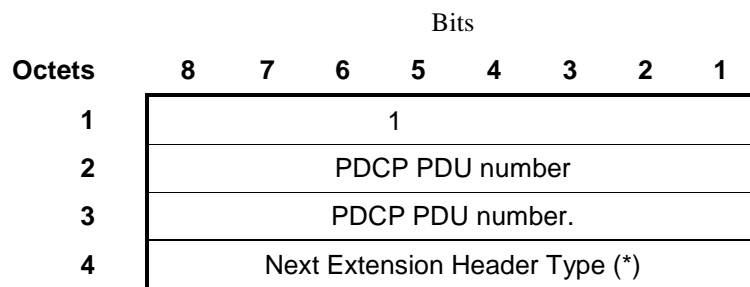 Bits
Octets 8 7 6 5 4 3 2 1
1 1
2 PDCP PDU number
3 PDCP PDU number.
4 Next Extension Header Type (*)